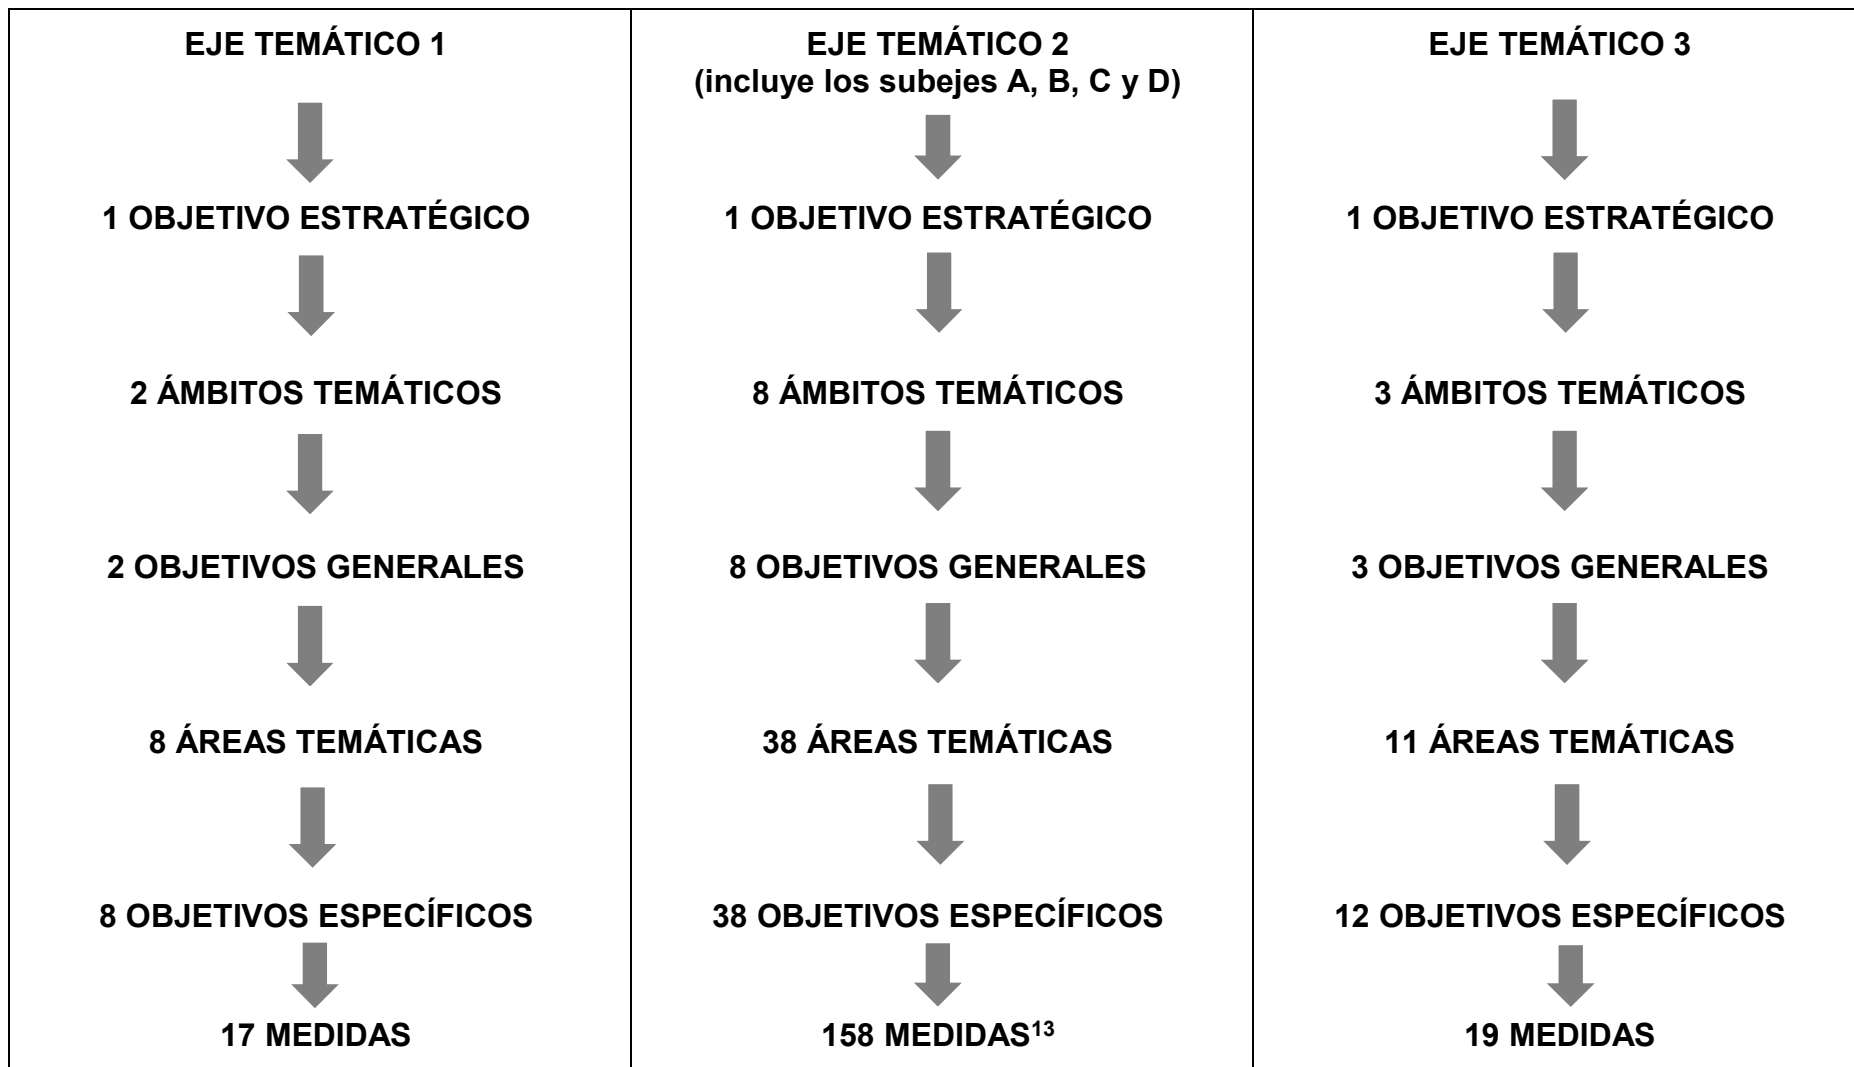 EJE TEMÁTICO 1
1 OBJETIVO ESTRATÉGICO
2 ÁMBITOS TEMÁTICOS
2 OBJETIVOS GENERALES
8 ÁREAS TEMÁTICAS
8 OBJETIVOS ESPECÍFICOS
17 MEDIDAS
EJE TEMÁTICO 2
(incluye los subejes A, B, C y D)
1 OBJETIVO ESTRATÉGICO
8 ÁMBITOS TEMÁTICOS
8 OBJETIVOS GENERALES
38 ÁREAS TEMÁTICAS
38 OBJETIVOS ESPECÍFICOS
158 MEDIDAS¹³
EJE TEMÁTICO 3
1 OBJETIVO ESTRATÉGICO
3 ÁMBITOS TEMÁTICOS
3 OBJETIVOS GENERALES
11 ÁREAS TEMÁTICAS
12 OBJETIVOS ESPECÍFICOS
19 MEDIDAS